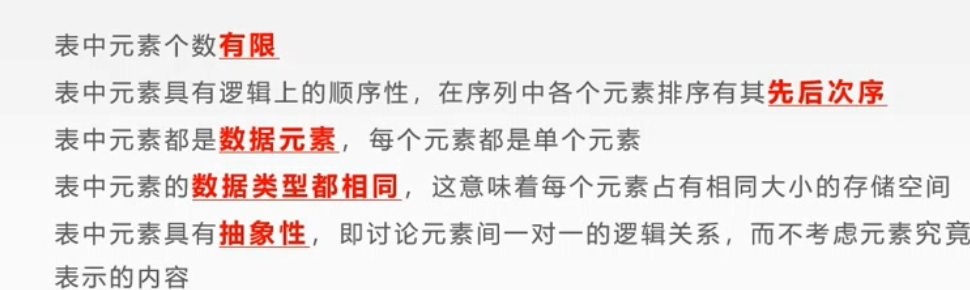 表中元素个数有限
表中元素具有逻辑上的顺序性，在序列中各个元素排序有其先后次序
表中元素都是数据元素，每个元素都是单个元素
表中元素的数据类型都相同，这意味着每个元素占有相同大小的存储空间
表中元素具有抽象性，即讨论元素间一对一的逻辑关系，而不考虑元素究竟
表示的内容